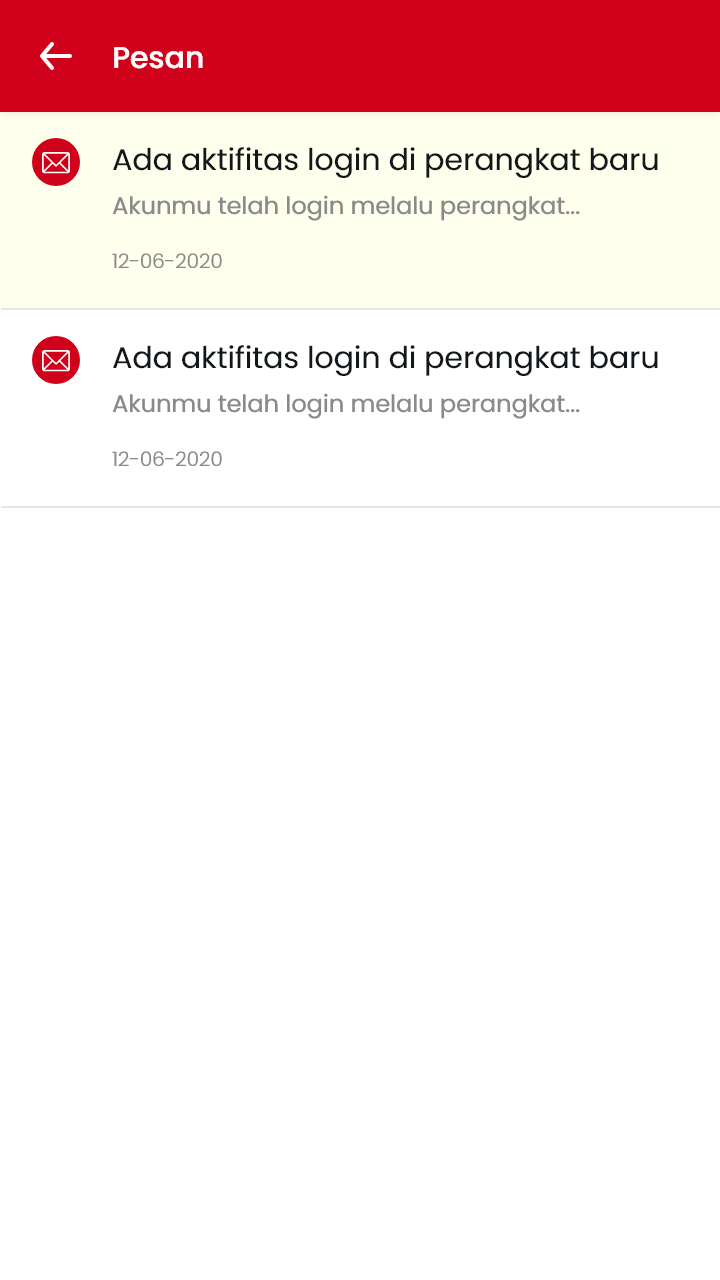 Pesan
Ada aktifitas login di perangkat baru
Akunmu telah login melalu perangkat...
12-06-2020
Ada aktifitas login di perangkat baru
Akunmu telah login melalu perangkat...
12-06-2020